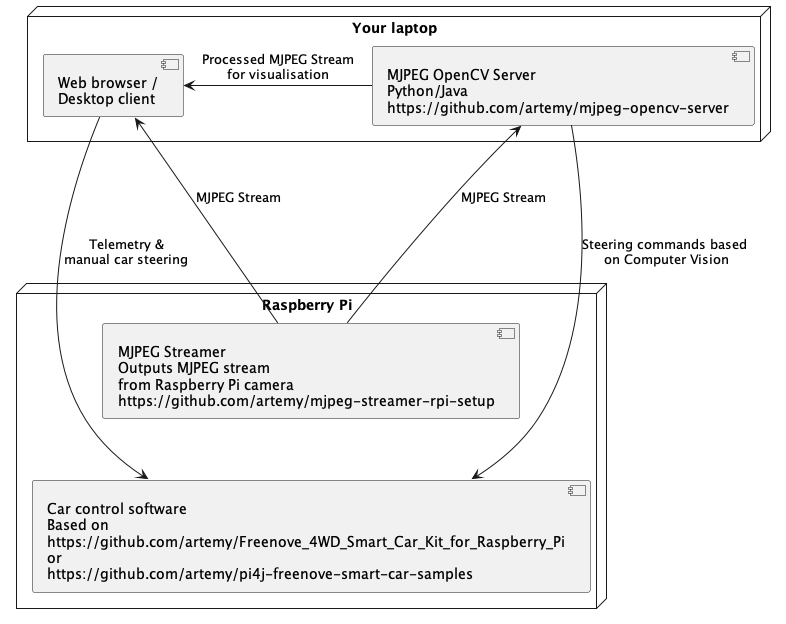 Your laptop
Web browser /
Desktop client
Processed MJPEG Stream
for visualisation
MJPEG OpenCV Server
Python/Java
https://github.com/artemy/mjpeg-opencv-server
MJPEG Stream
MJPEG Stream
Telemetry &
manual car steering
Steering commands based
on Computer Vision
Raspberry Pi
MJPEG Streamer
Outputs MJPEG stream
from Raspberry Pi camera
https://github.com/artemy/mjpeg-streamer-rpi-setup
Car control software
Based on
https://github.com/artemy/Freenove_4WD_Smart_Car_Kit_for_Raspberry_Pi
or
https://github.com/artemy/pi4j-freenove-smart-car-samples